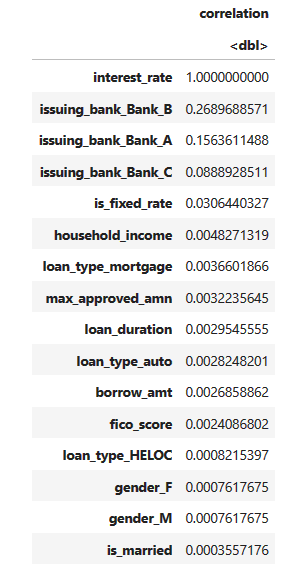 correlation
<dbl>
interest_rate 1.0000000000
issuing_bank_Bank_B 0.2689688571
issuing_bank_Bank_A 0.1563611488
issuing_bank_Bank_C 0.0888928511
is_fixed_rate 0.0306440327
household_income 0.0048271319
loan_type_mortgage 0.0036601866
max_approved_amn 0.0032235645
loan_duration 0.0029545555
loan_type_auto 0.0028248201
borrow_amt 0.0026858862
fico_score 0.0024086802
loan_type_HELOC 0.0008215397
gender_F 0.0007617675
gender_M 0.0007617675
is_married 0.0003557176